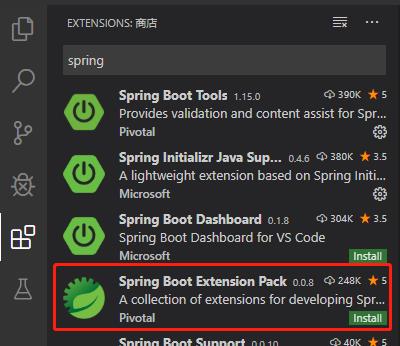 EXTENSIONS: 商店
spring
Spring Boot Tools 1.15.0 390K 5
Provides validation and content assist for Spr...
Pivotal
Spring Initializr Java Sup... 0.4.6 380K 3.5
A lightweight extension based on Spring Initi...
Microsoft
Spring Boot Dashboard 0.1.8 304K 3.5
Spring Boot Dashboard for VS Code
Microsoft Install
Spring Boot Extension Pack 0.0.8 248K 5
A collection of extensions for developing Spr...
Pivotal Install
Spring Boot Support 0.0.10 40K 5